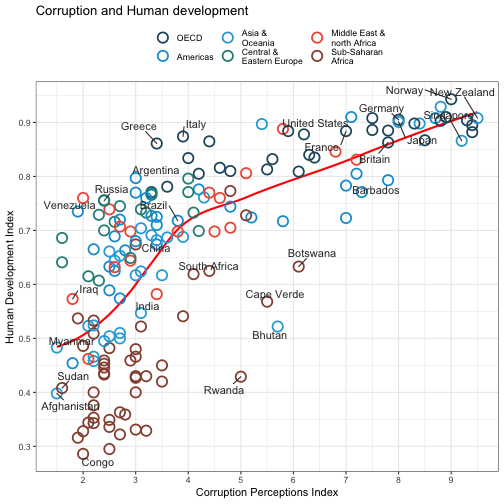 Corruption and Human development
OECD
Americas
Asia &
Oceania
Central &
Eastern Europe
Middle East &
north Africa
Sub-Saharan
Africa
Norway
New Zealand
Germany
Singapore
United States
Greece
Italy
France
Japan
Britain
Barbados
Argentina
Russia
Venezuela
Brazil
China
Botswana
South Africa
Iraq
Cape Verde
India
Bhutan
Myanmar
Sudan
Rwanda
Afghanistan
Congo
Human Development Index
0.9
0.8
0.7
0.6
0.5
0.4
0.3
2
3
4
5
6
7
8
9
Corruption Perceptions Index